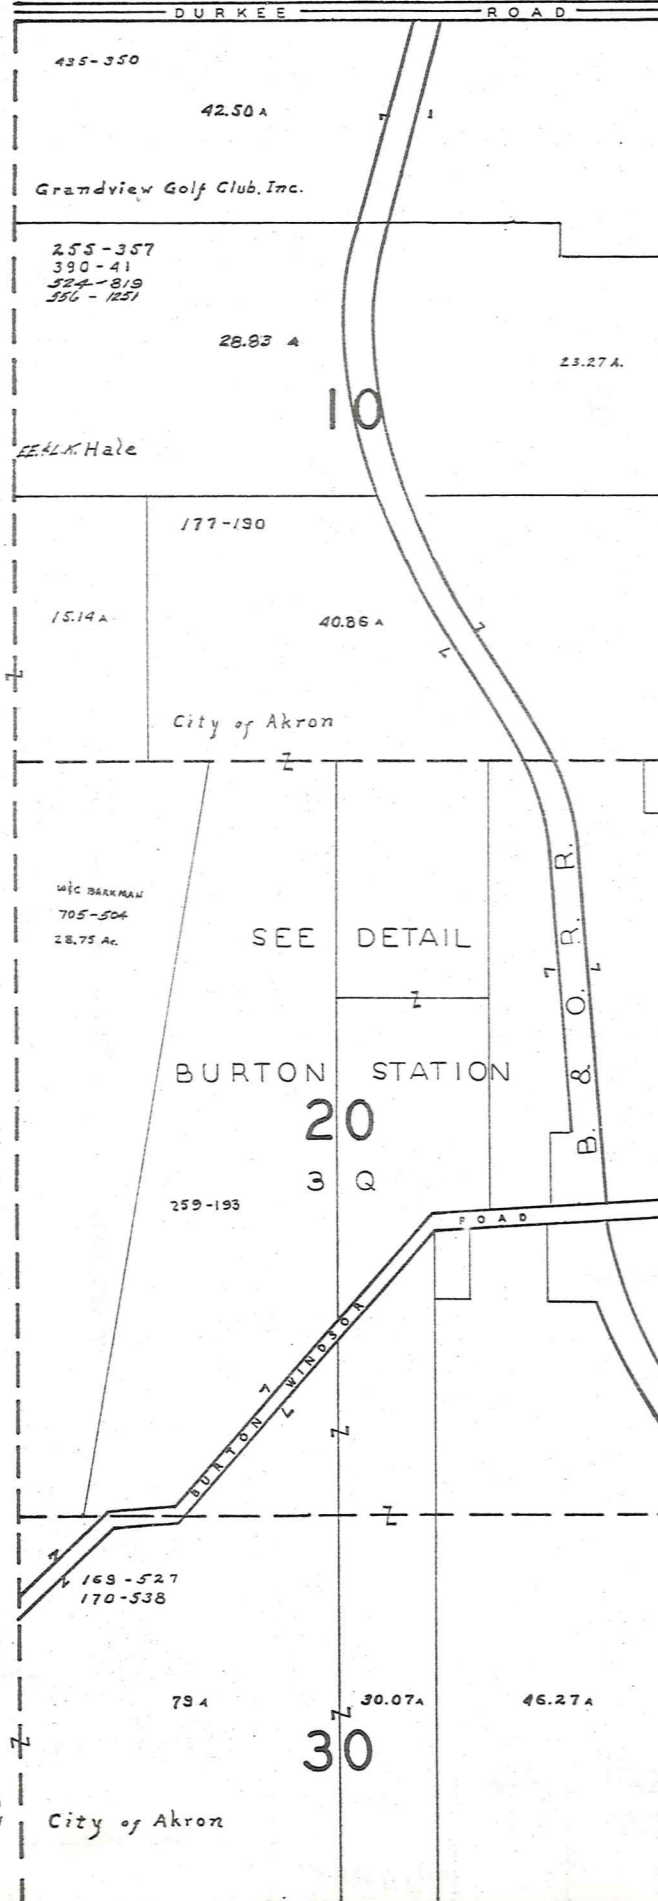 DURKEE ROAD
435-350
42.50 A
Grandview Golf Club, Inc.
255-357
390-41
524-819
556-1251
28.83 A
23.27 A.
10
E.E. & L.K. Hale
177-190
15.14 A
40.86 A
City of Akron
W & C BARKMAN
705-504
28.75 Ac.
SEE DETAIL
BURTON STATION
B. & O. R. R.
20
3 Q
259-193
ROAD
BURTON WINDSOR
169-527
170-538
79 A
30.07 A
46.27 A
30
City of Akron